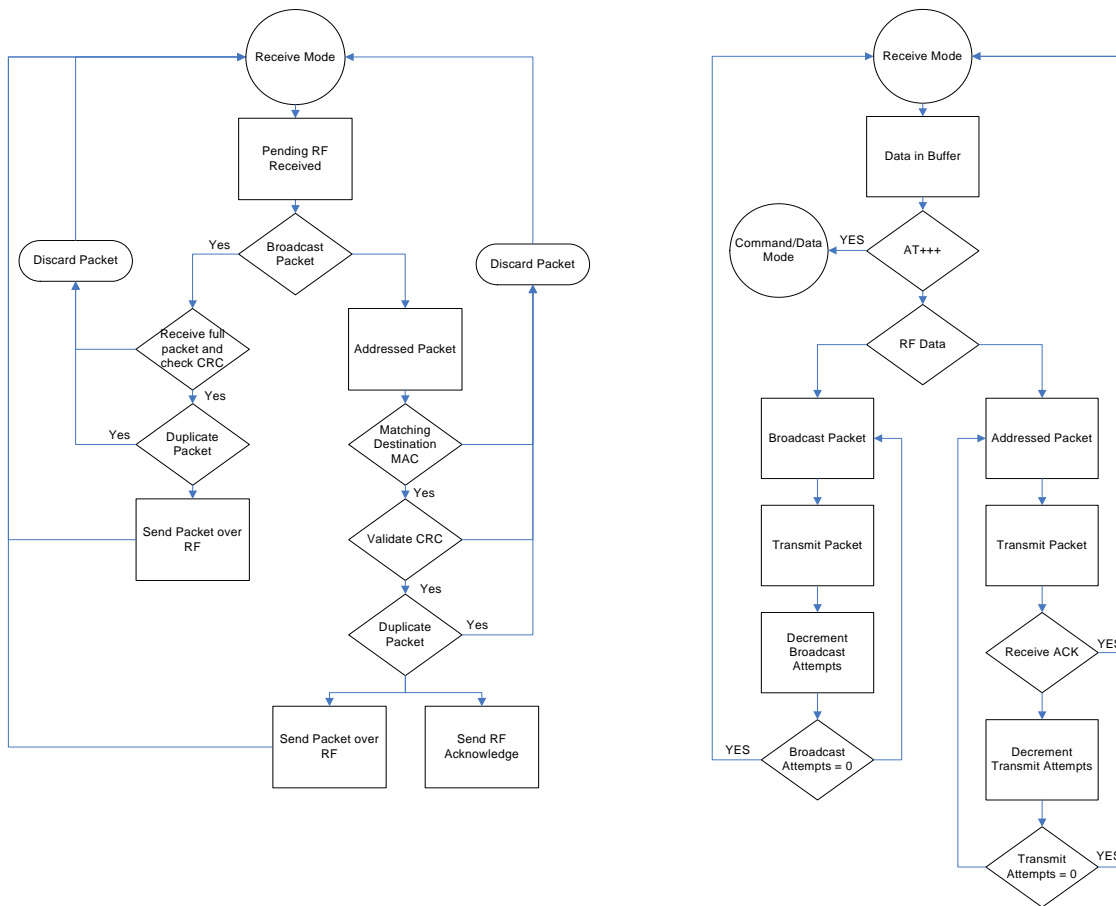 Receive Mode
Pending RF
Received
Yes
Broadcast
Packet
Discard Packet
Discard Packet
Receive full
packet and
check CRC
Addressed Packet
Yes
Yes
Duplicate
Packet
Matching
Destination
MAC
Yes
Send Packet over
RF
Validate CRC
Yes
Duplicate
Packet
Yes
Send Packet over
RF
Send RF
Acknowledge
Receive Mode
Data in Buffer
Command/Data
Mode
YES
AT+++
RF Data
Broadcast Packet
Addressed Packet
Transmit Packet
Transmit Packet
Decrement
Broadcast
Attempts
Receive ACK
YES
YES
Broadcast
Attempts = 0
Decrement
Transmit Attempts
Transmit
Attempts = 0
YES